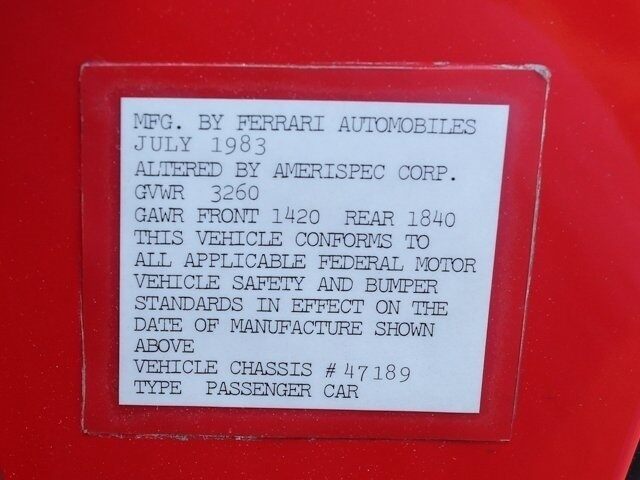 MFG. BY FERRARI AUTOMOBILES
JULY 1983
ALTERED BY AMERISPEC CORP.
GVWR 3260
GAWR FRONT 1420 REAR 1840
THIS VEHICLE CONFORMS TO
ALL APPLICABLE FEDERAL MOTOR
VEHICLE SAFETY AND BUMPER
STANDARDS IN EFFECT ON THE
DATE OF MANUFACTURE SHOWN
ABOVE
VEHICLE CHASSIS # 47189
TYPE PASSENGER CAR